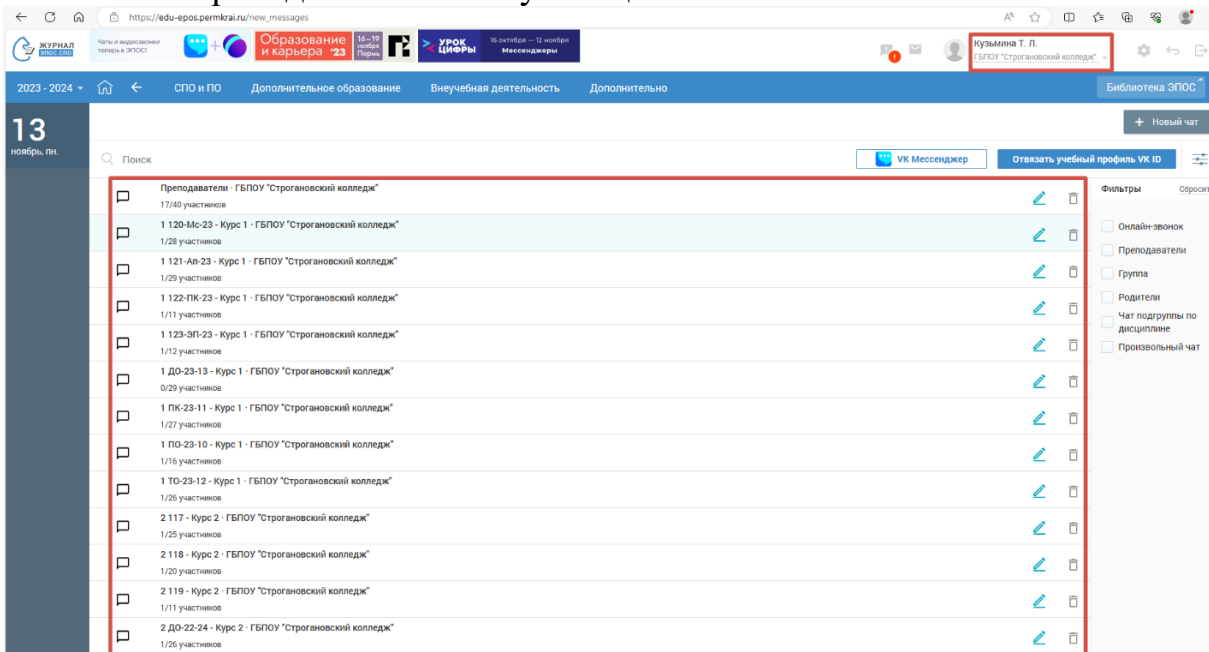 https://edu-epos.permkrai.ru/new_messages
ЖУРНАЛ
ЭПОС.СПО
Чаты и видеозвонки
теперь в ЭПОС!
Образование
и карьера '23
16–19
ноября
Пермь
УРОК
ЦИФРЫ
16 октября — 12 ноября
Мессенджеры
Кузьмина Т. Л.
ГБПОУ "Строгановский колледж"
2023 - 2024
СПО и ПО
Дополнительное образование
Внеучебная деятельность
Дополнительно
Библиотека ЭПОС
13
ноябрь, пн.
+ Новый чат
Поиск
VK Мессенджер
Отвязать учебный профиль VK ID
Преподаватели · ГБПОУ "Строгановский колледж"
17/40 участников
1 120-Мс-23 - Курс 1 · ГБПОУ "Строгановский колледж"
1/28 участников
1 121-Ап-23 - Курс 1 · ГБПОУ "Строгановский колледж"
1/29 участников
1 122-ПК-23 - Курс 1 · ГБПОУ "Строгановский колледж"
1/11 участников
1 123-ЭП-23 - Курс 1 · ГБПОУ "Строгановский колледж"
1/12 участников
1 ДО-23-13 - Курс 1 · ГБПОУ "Строгановский колледж"
0/29 участников
1 ПК-23-11 - Курс 1 · ГБПОУ "Строгановский колледж"
1/27 участников
1 ПО-23-10 - Курс 1 · ГБПОУ "Строгановский колледж"
1/16 участников
1 ТО-23-12 - Курс 1 · ГБПОУ "Строгановский колледж"
1/26 участников
2 117 - Курс 2 · ГБПОУ "Строгановский колледж"
1/25 участников
2 118 - Курс 2 · ГБПОУ "Строгановский колледж"
1/20 участников
2 119 - Курс 2 · ГБПОУ "Строгановский колледж"
1/11 участников
2 ДО-22-24 - Курс 2 · ГБПОУ "Строгановский колледж"
1/26 участников
Фильтры
Сбросит
Онлайн-звонок
Преподаватели
Группа
Родители
Чат подгруппы по
дисциплине
Произвольный чат